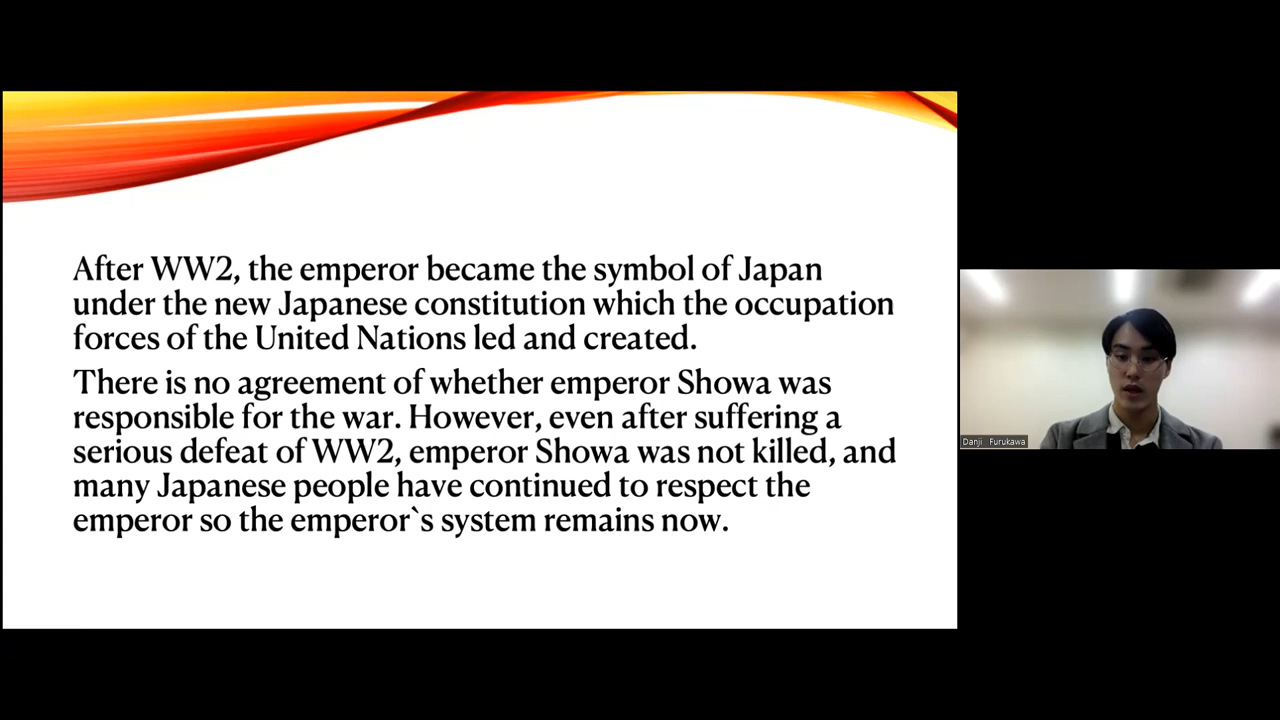 After WW2, the emperor became the symbol of Japan
under the new Japanese constitution which the occupation
forces of the United Nations led and created.
There is no agreement of whether emperor Showa was
responsible for the war. However, even after suffering a
serious defeat of WW2, emperor Showa was not killed, and
many Japanese people have continued to respect the
emperor so the emperor`s system remains now.
Danji Furukawa